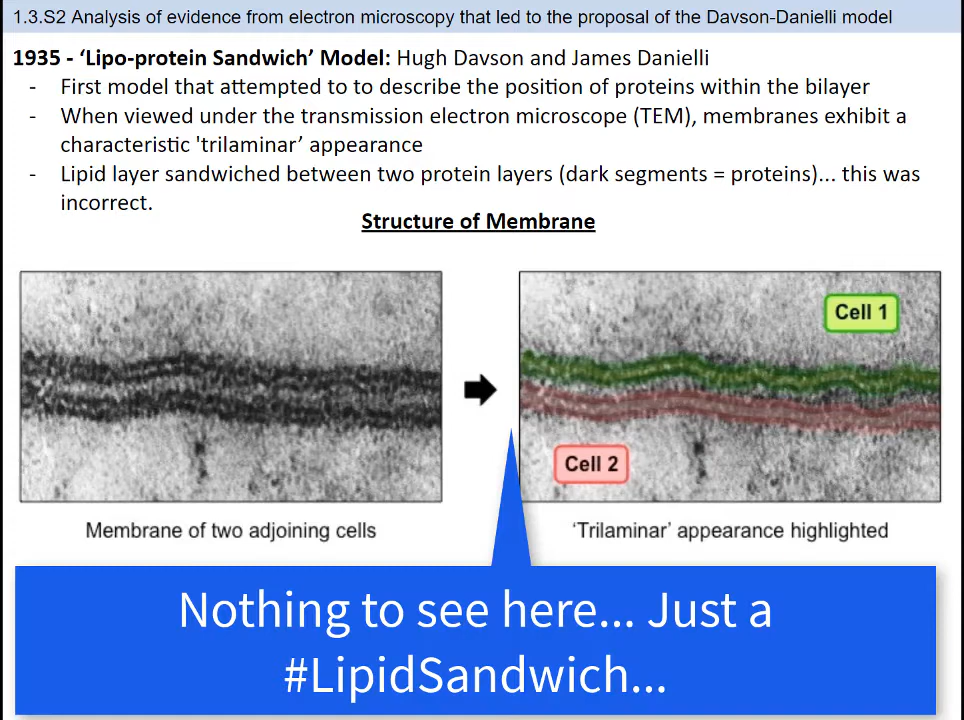 1.3.S2 Analysis of evidence from electron microscopy that led to the proposal of the Davson-Danielli model
1935 - ‘Lipo-protein Sandwich’ Model: Hugh Davson and James Danielli
- First model that attempted to to describe the position of proteins within the bilayer
- When viewed under the transmission electron microscope (TEM), membranes exhibit a
characteristic 'trilaminar’ appearance
- Lipid layer sandwiched between two protein layers (dark segments = proteins)... this was
incorrect.
Structure of Membrane
Cell 1
Cell 2
Membrane of two adjoining cells
‘Trilaminar’ appearance highlighted
Nothing to see here... Just a
#LipidSandwich...